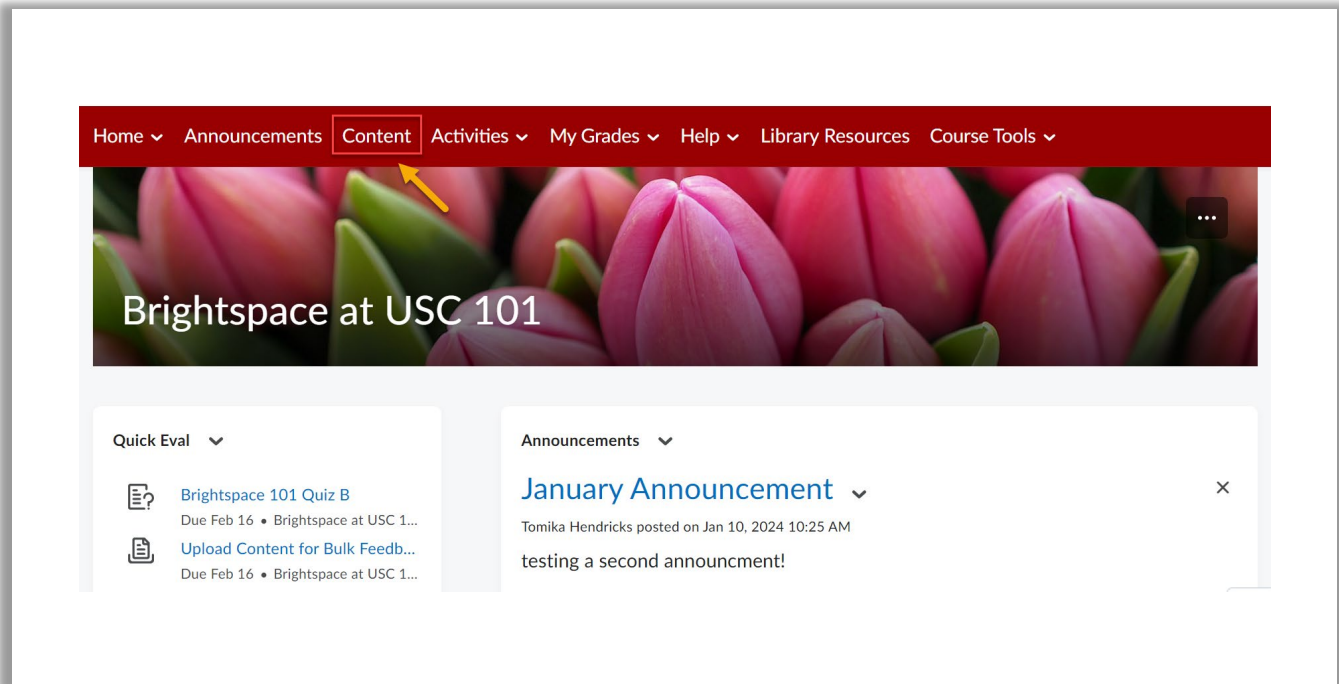 Home Announcements Content Activities My Grades Help Library Resources Course Tools
Brightspace at USC 101
Quick Eval
Brightspace 101 Quiz B
Due Feb 16 • Brightspace at USC 1...
Upload Content for Bulk Feedb...
Due Feb 16 • Brightspace at USC 1...
Announcements
January Announcement
Tomika Hendricks posted on Jan 10, 2024 10:25 AM
testing a second announcment!